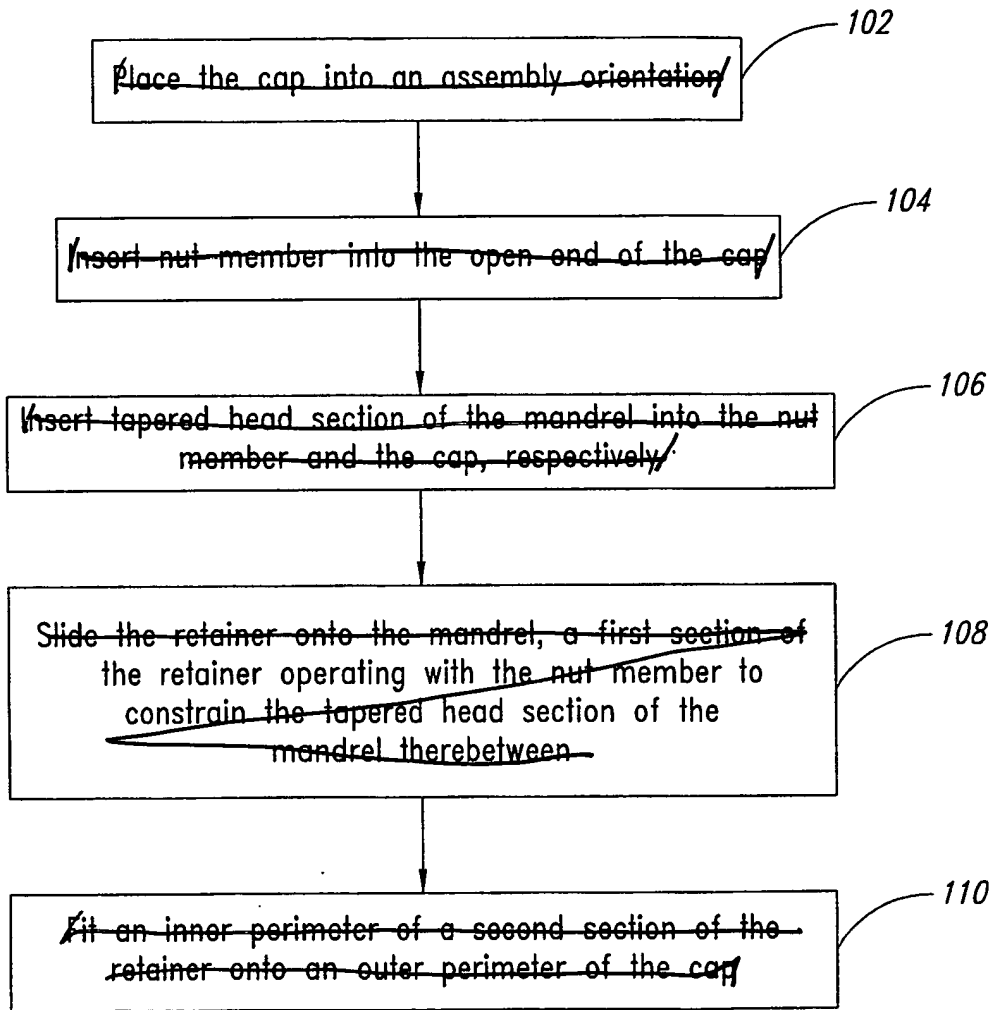 102
Place the cap into an assembly orientation
104
Insert nut member into the open end of the cap
106
Insert tapered head section of the mandrel into the nut
member and the cap, respectively
108
Slide the retainer onto the mandrel, a first section of
the retainer operating with the nut member to
constrain the tapered head section of the
mandrel therebetween
110
Fit an inner perimeter of a second section of the
retainer onto an outer perimeter of the cap